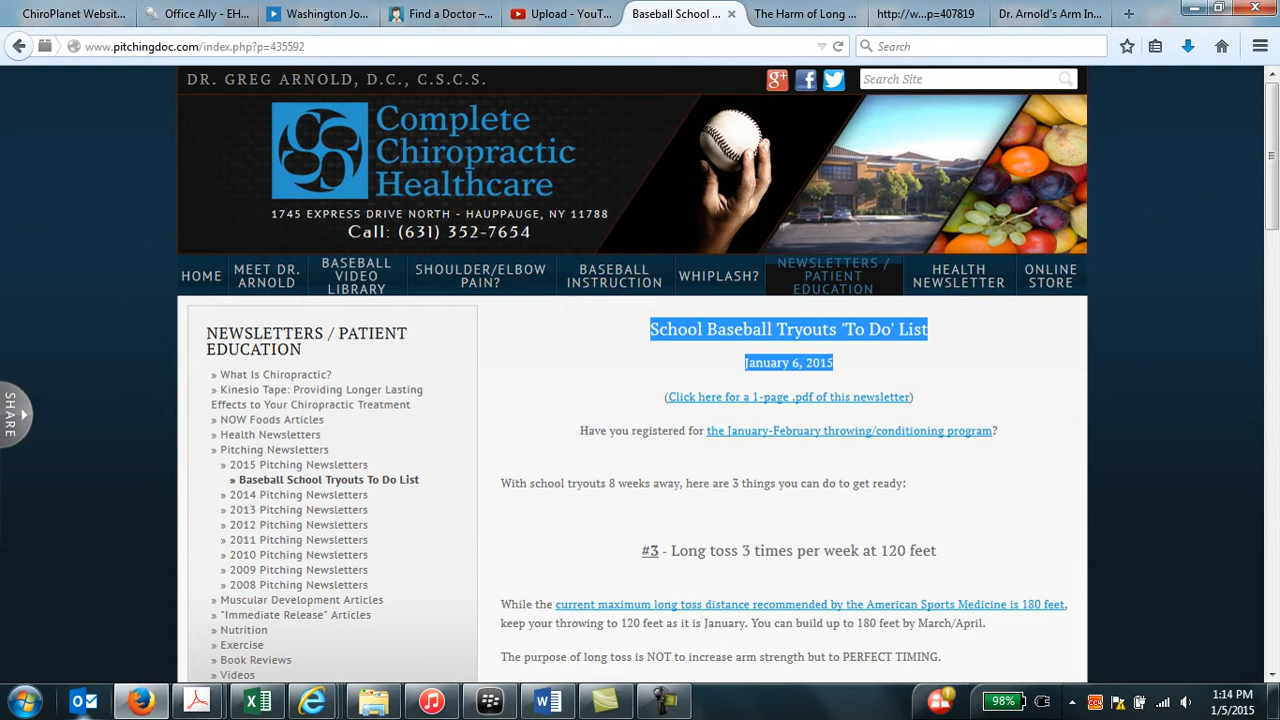 ChiroPlanet Websit...
Office Ally - EH...
Washington Jo...
Find a Doctor –...
Upload - YouT...
Baseball School ...
The Harm of Long ...
http://w...p=407819
Dr. Arnold's Arm In...
www.pitchingdoc.com/index.php?p=435592
Search
DR. GREG ARNOLD, D.C., C.S.C.S.
Search Site
Complete
Chiropractic
Healthcare
1745 EXPRESS DRIVE NORTH - HAUPPAUGE, NY 11788
Call: (631) 352-7654
HOME
MEET DR. ARNOLD
BASEBALL VIDEO LIBRARY
SHOULDER/ELBOW PAIN?
BASEBALL INSTRUCTION
WHIPLASH?
NEWSLETTERS / PATIENT EDUCATION
HEALTH NEWSLETTER
ONLINE STORE
SHARE
NEWSLETTERS / PATIENT
EDUCATION
» What Is Chiropractic?
» Kinesio Tape: Providing Longer Lasting
Effects to Your Chiropractic Treatment
» NOW Foods Articles
» Health Newsletters
» Pitching Newsletters
» 2015 Pitching Newsletters
» Baseball School Tryouts To Do List
» 2014 Pitching Newsletters
» 2013 Pitching Newsletters
» 2012 Pitching Newsletters
» 2011 Pitching Newsletters
» 2010 Pitching Newsletters
» 2009 Pitching Newsletters
» 2008 Pitching Newsletters
» Muscular Development Articles
» "Immediate Release" Articles
» Nutrition
» Exercise
» Book Reviews
» Videos
School Baseball Tryouts 'To Do' List
January 6, 2015
(Click here for a 1-page .pdf of this newsletter)
Have you registered for the January-February throwing/conditioning program?
With school tryouts 8 weeks away, here are 3 things you can do to get ready:
#3 - Long toss 3 times per week at 120 feet
While the current maximum long toss distance recommended by the American Sports Medicine is 180 feet,
keep your throwing to 120 feet as it is January. You can build up to 180 feet by March/April.
The purpose of long toss is NOT to increase arm strength but to PERFECT TIMING.
98%
1:14 PM
1/5/2015